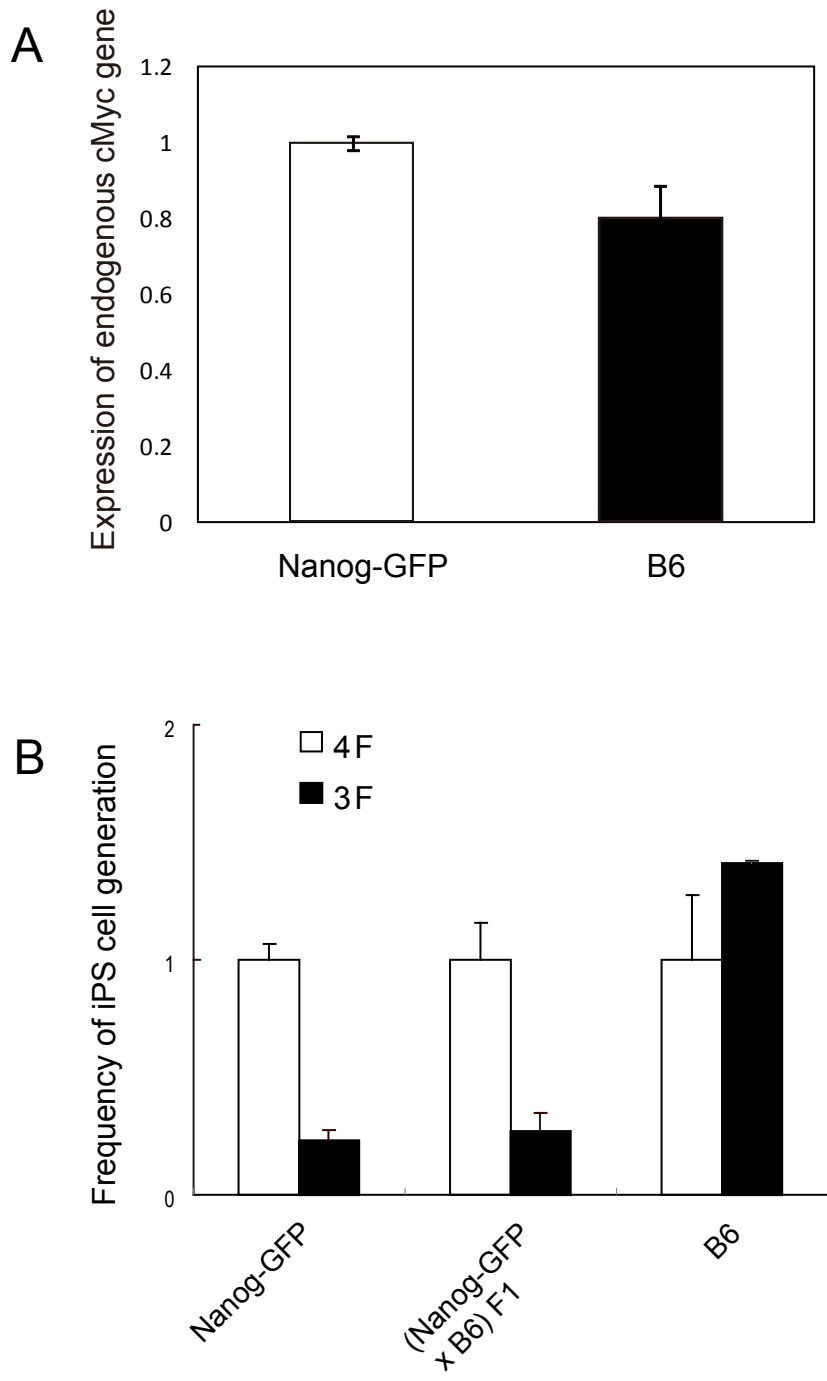 A
Expression of endogenous cMyc gene
1.2
1
0.8
0.6
0.4
0.2
0
Nanog-GFP
B6
B
Frequency of iPS cell generation
2
1
0
4F
3F
Nanog-GFP
(Nanog-GFP
x B6) F1
B6